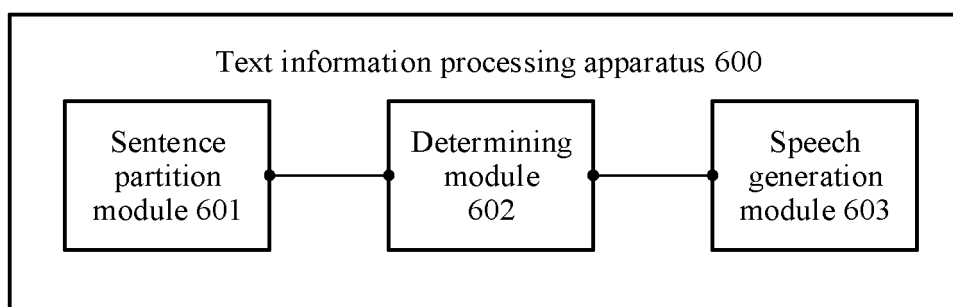 Text information processing apparatus 600
Sentence
partition
module 601
Determining
module
602
Speech
generation
module 603